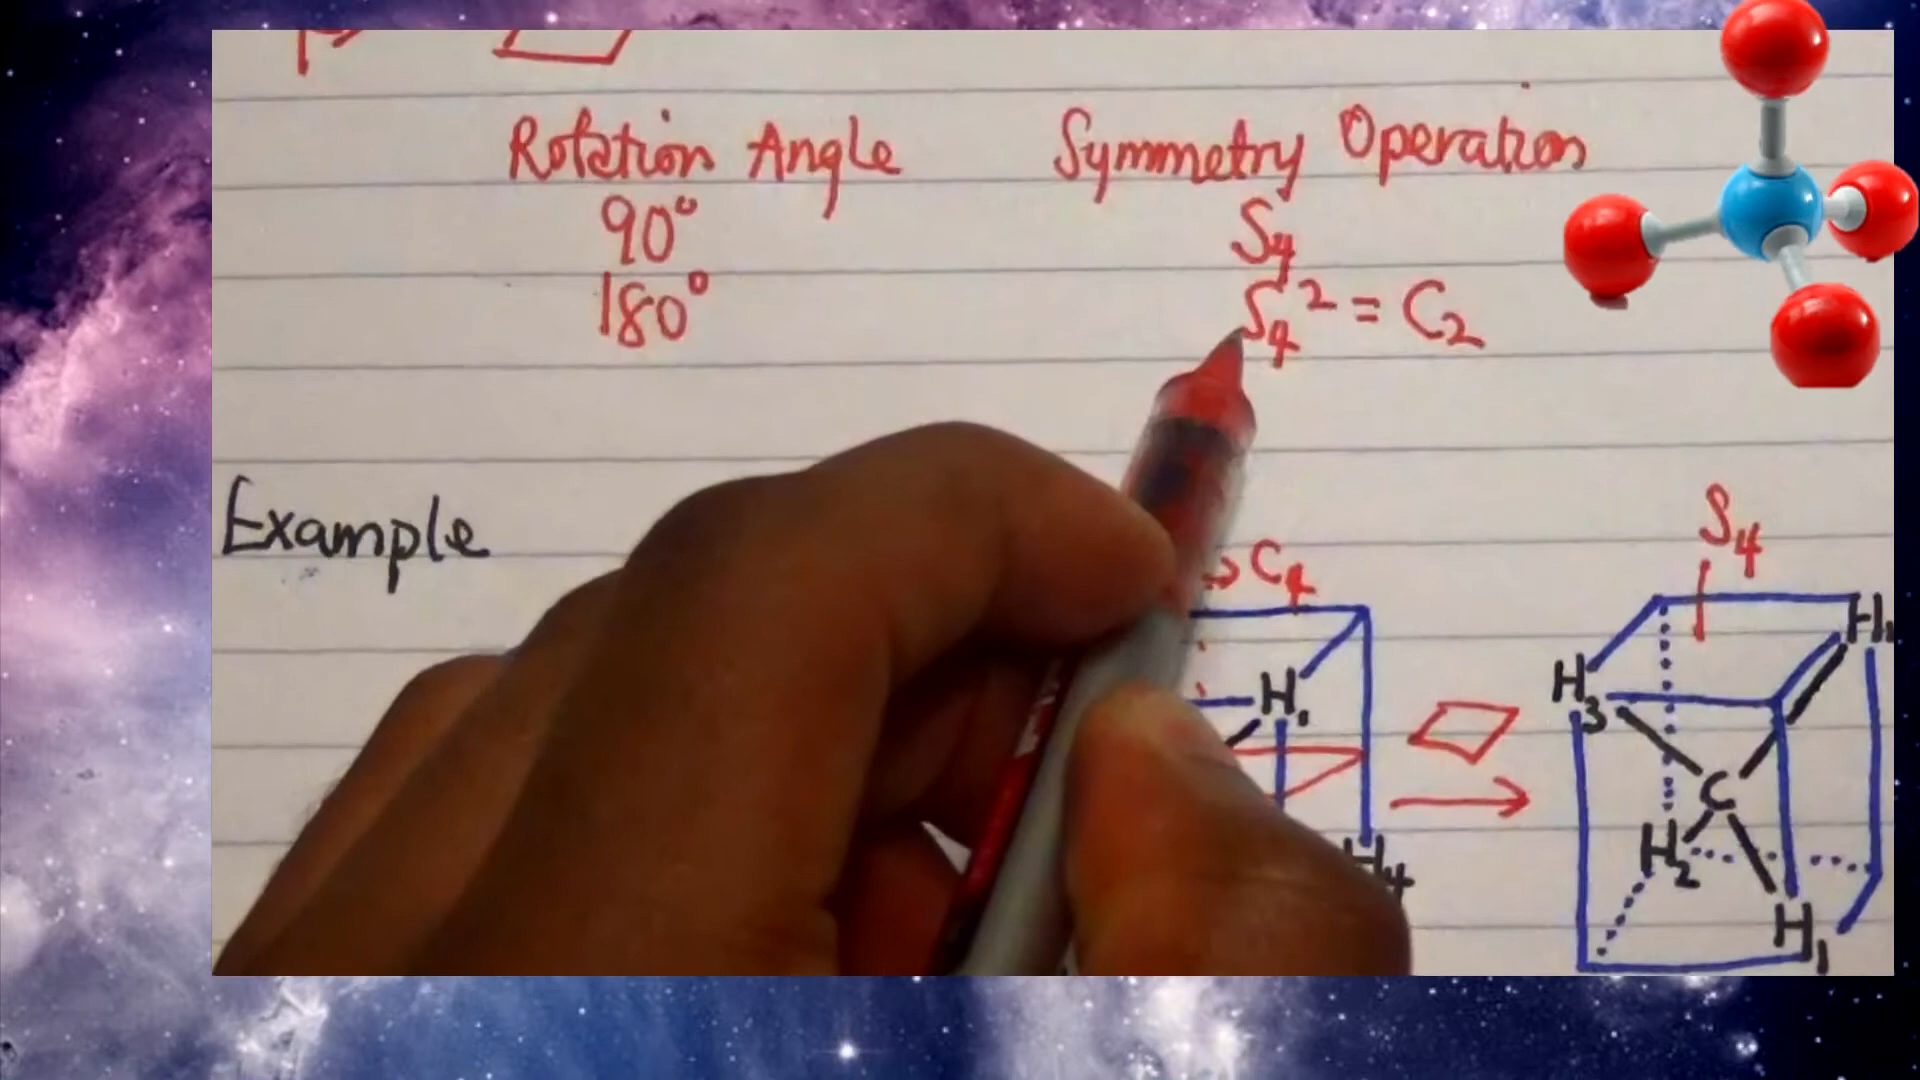 Rotation Angle Symmetry Operation
90° S₄
180° S₄² = C₂
Example
→ C₄
S₄
H₁
H₁
H₃
C
H₄
H₂
H₁